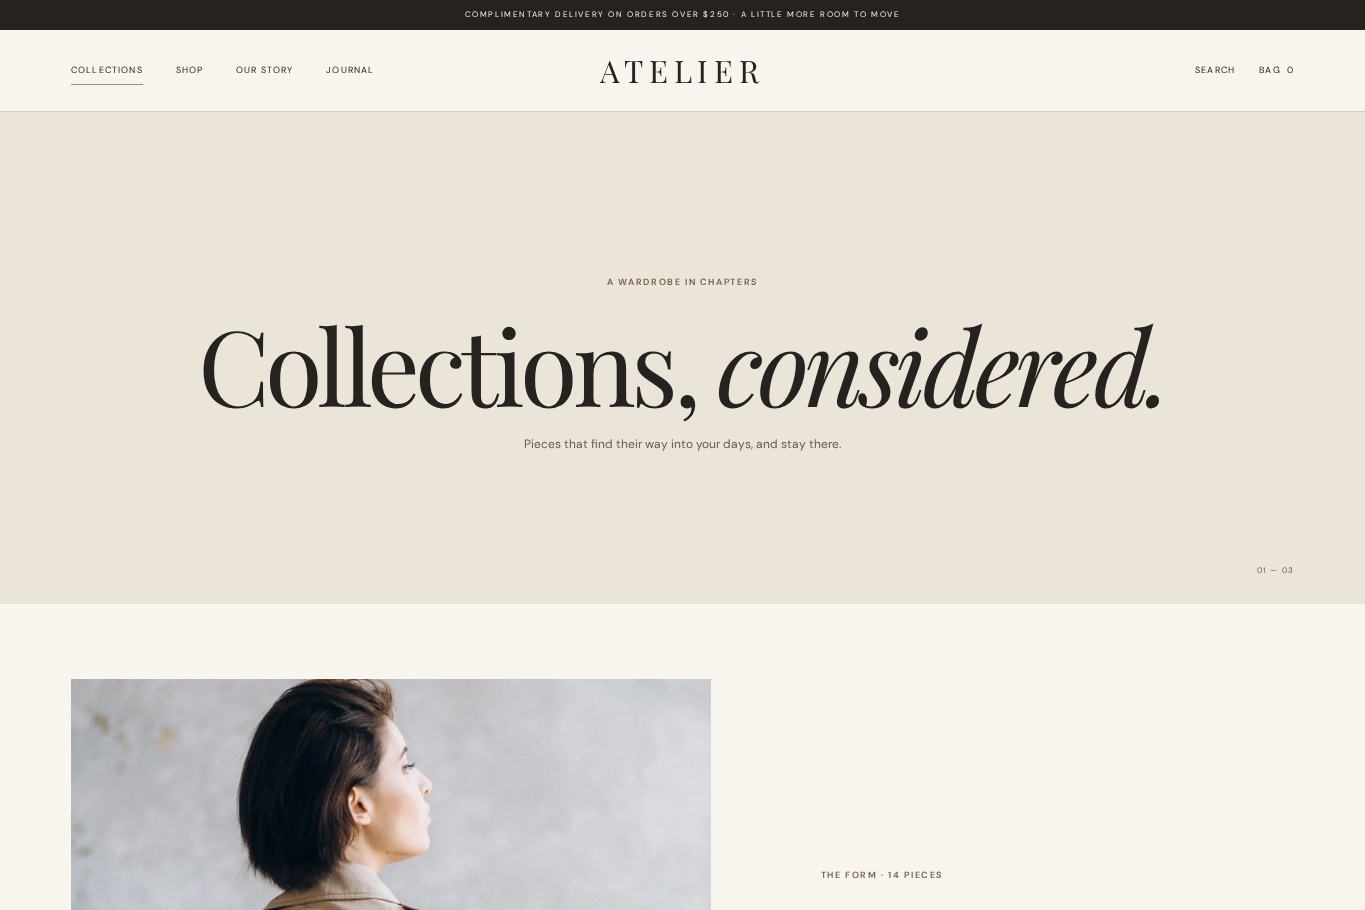 COMPLIMENTARY DELIVERY ON ORDERS OVER $250 · A LITTLE MORE ROOM TO MOVE
COLLECTIONS SHOP OUR STORY JOURNAL ATELIER SEARCH BAG 0
A WARDROBE IN CHAPTERS
Collections, considered.
Pieces that find their way into your days, and stay there.
01 — 03
THE FORM · 14 PIECES